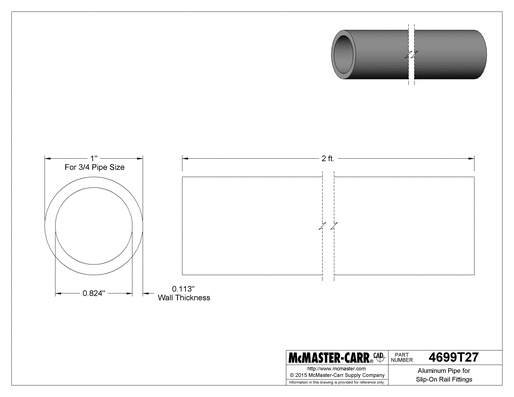 1"
For 3/4 Pipe Size
2 ft.
0.824"
0.113"
Wall Thickness
McMASTER-CARR® CAD
http://www.mcmaster.com
© 2015 McMaster-Carr Supply Company
Information in this drawing is provided for reference only.
PART
NUMBER
4699T27
Aluminum Pipe for
Slip-On Rail Fittings